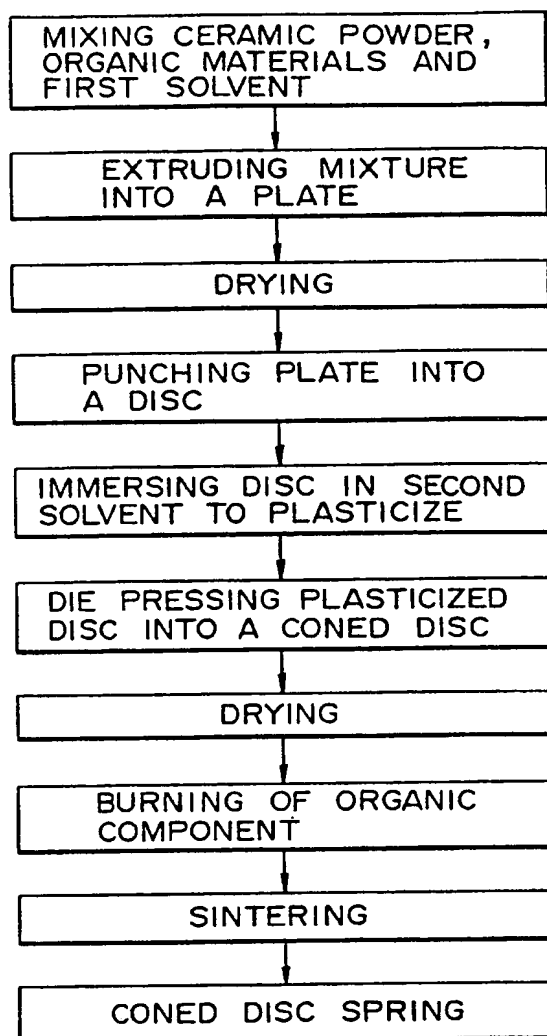 MIXING CERAMIC POWDER,
ORGANIC MATERIALS AND
FIRST SOLVENT
EXTRUDING MIXTURE
INTO A PLATE
DRYING
PUNCHING PLATE INTO
A DISC
IMMERSING DISC IN SECOND
SOLVENT TO PLASTICIZE
DIE PRESSING PLASTICIZED
DISC INTO A CONED DISC
DRYING
BURNING OF ORGANIC
COMPONENT
SINTERING
CONED DISC SPRING